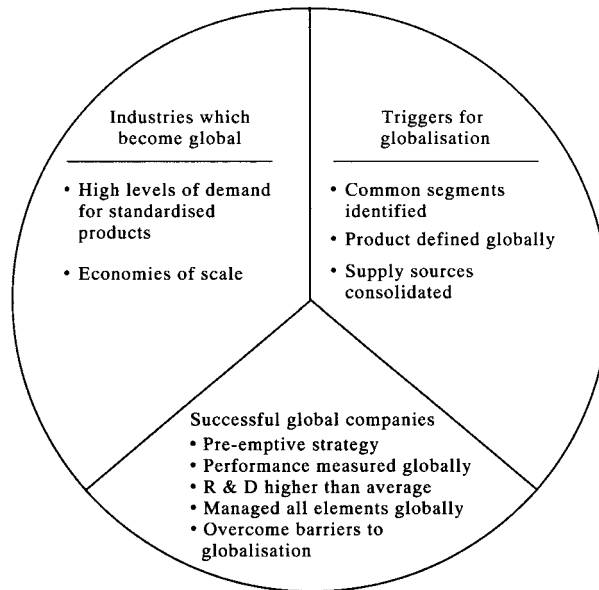 Industries which
become global
• High levels of demand
for standardised
products
• Economies of scale
Triggers for
globalisation
• Common segments
identified
• Product defined globally
• Supply sources
consolidated
Successful global companies
• Pre-emptive strategy
• Performance measured globally
• R & D higher than average
• Managed all elements globally
• Overcome barriers to
globalisation